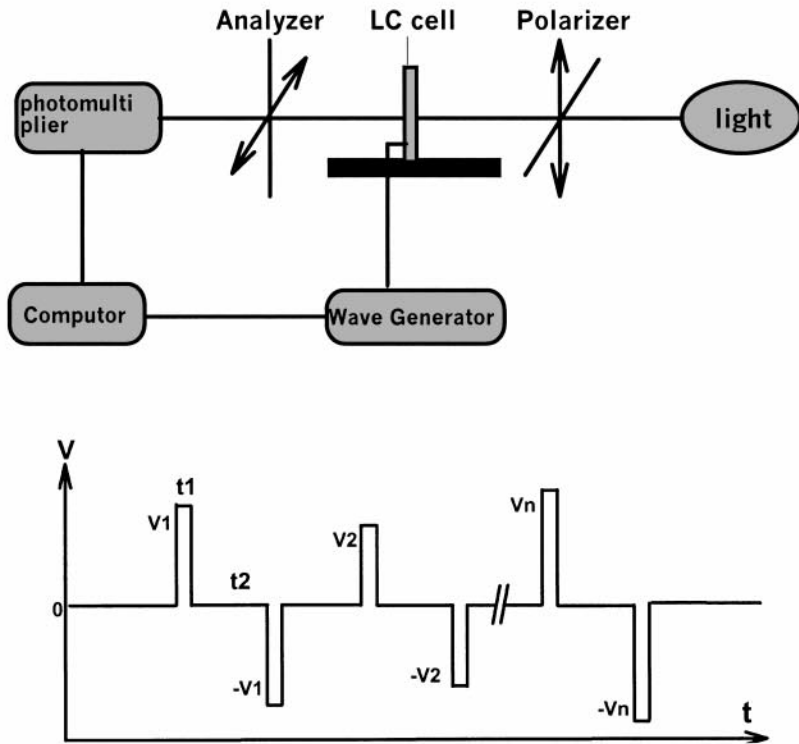 Analyzer
LC cell
Polarizer
photomulti
plier
light
Computor
Wave Generator
V
t1
V1
V2
Vn
t2
0
-V1
-V2
-Vn
t